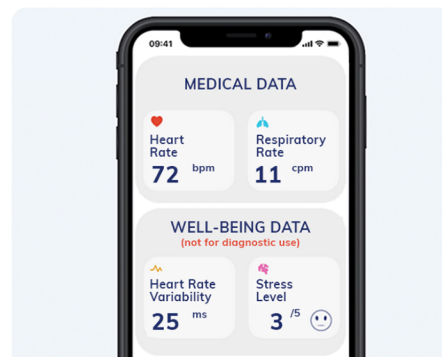 09:41
MEDICAL DATA
Heart
Rate
72 bpm
Respiratory
Rate
11 cpm
WELL-BEING DATA
(not for diagnostic use)
Heart Rate
Variability
25 ms
Stress
Level
3 /5